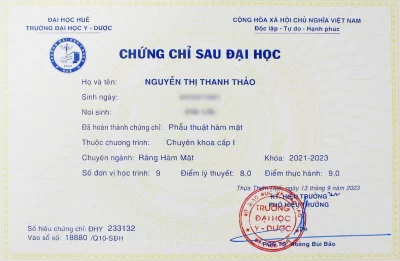 ĐẠI HỌC HUẾ
TRƯỜNG ĐẠI HỌC Y - DƯỢC
CỘNG HÒA XÃ HỘI CHỦ NGHĨA VIỆT NAM
Độc lập - Tự do - Hạnh phúc
CHỨNG CHỈ SAU ĐẠI HỌC
Họ và tên: NGUYỄN THỊ THANH THẢO
Sinh ngày:
Nơi sinh:
Đã hoàn thành chứng chỉ: Phẫu thuật hàm mặt
Thuộc chương trình: Chuyên khoa cấp I
Chuyên ngành: Răng Hàm Mặt Khóa: 2021-2023
Số đơn vị học trình: 9 Điểm lý thuyết: 8,0 Điểm thực hành: 9,0
Thừa Thiên Huế, ngày 13 tháng 9 năm 2023
KT. HIỆU TRƯỞNG
PHÓ HIỆU TRƯỞNG
TRƯỜNG
ĐẠI HỌC
Y - DƯỢC
Số hiệu chứng chỉ: ĐHY 233132
Vào sổ số: 18880 /Q10-SĐH
Hoàng Bùi Bảo